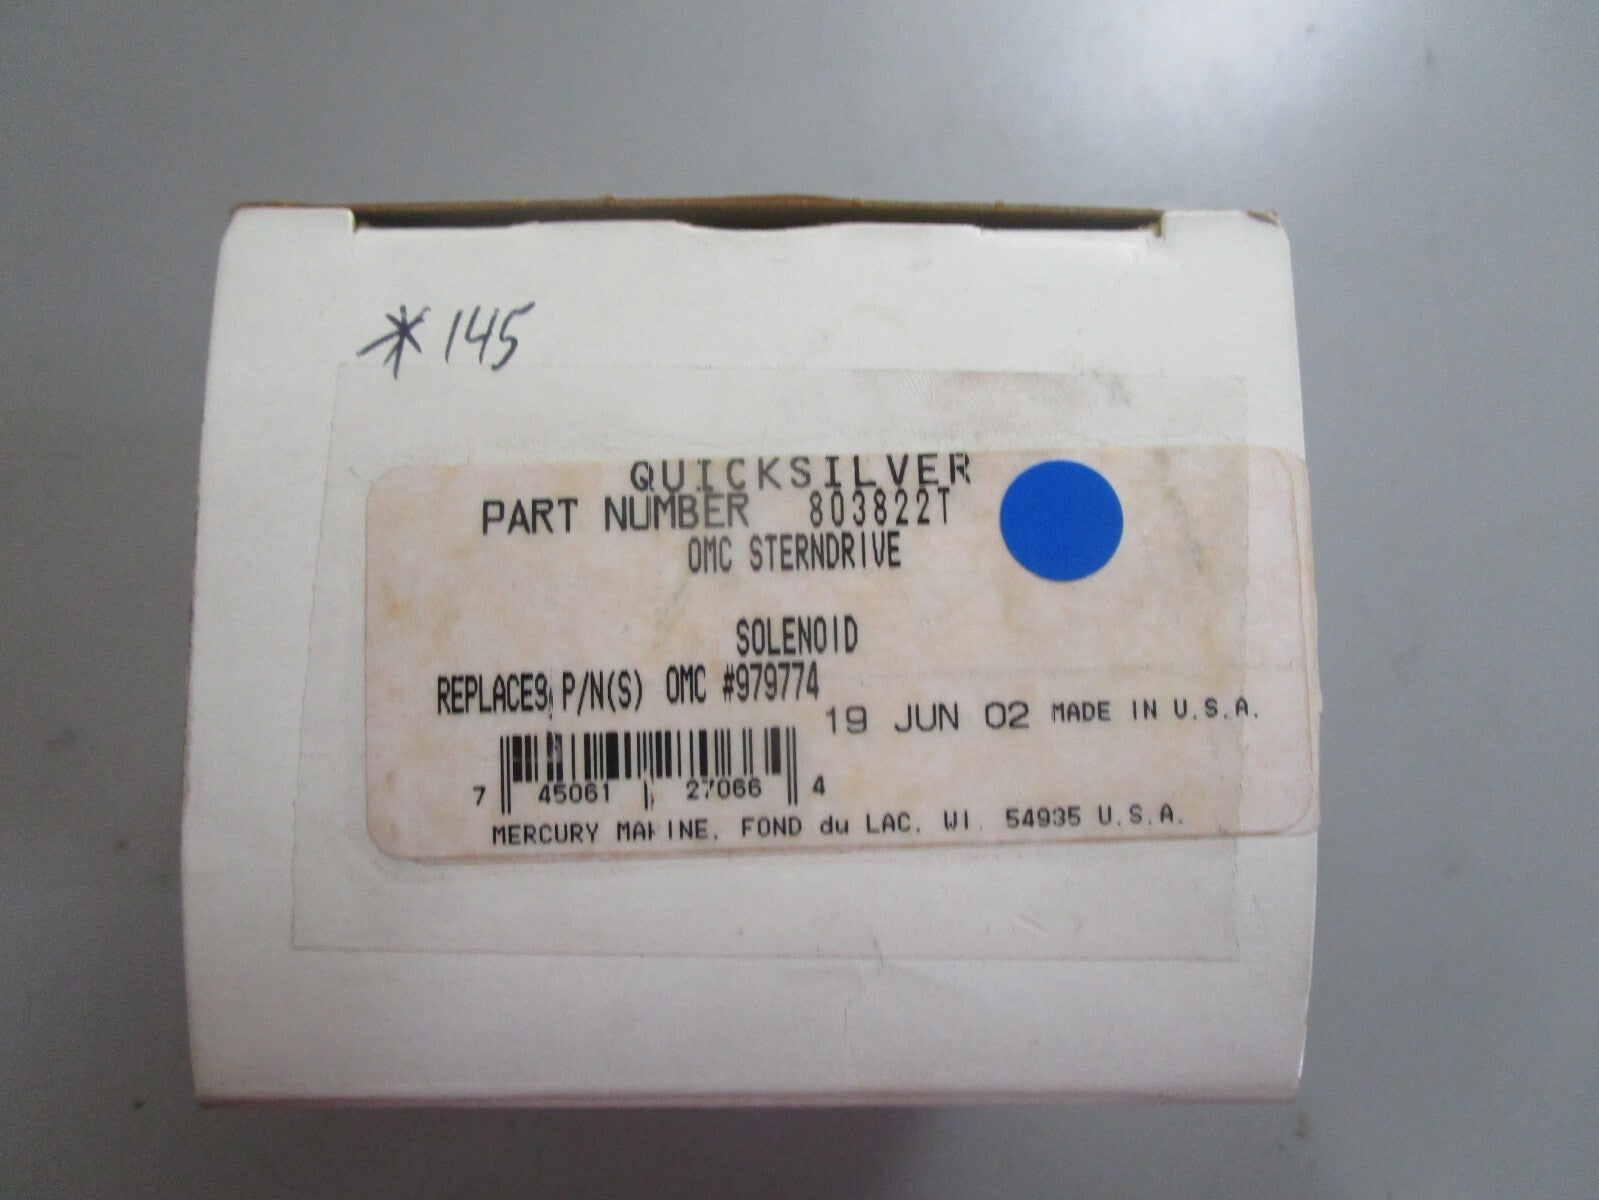 *145
QUICKSILVER
PART NUMBER 803822T
OMC STERNDRIVE
SOLENOID
REPLACES P/N(S) OMC #979774
19 JUN 02 MADE IN U.S.A.
7 45061 27066 4
MERCURY MARINE, FOND du LAC, WI. 54935 U.S.A.